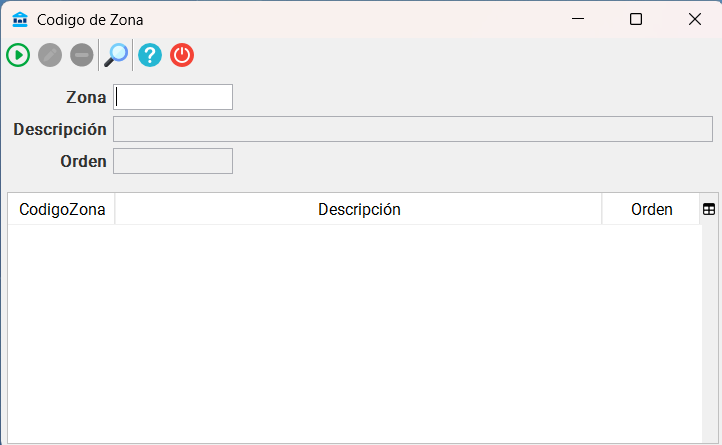 Codigo de Zona
?
Zona
Descripción
Orden
CodigoZona Descripción Orden